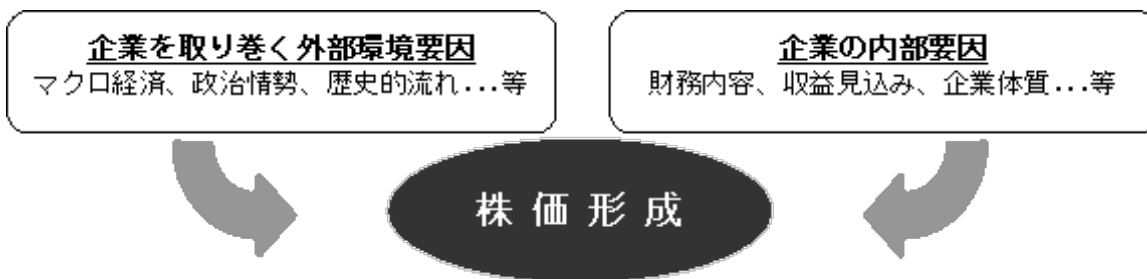 企業を取り巻く外部環境要因
マクロ経済、政治情勢、歴史的流れ...等
企業の内部要因
財務内容、収益見込み、企業体質...等
株価形成